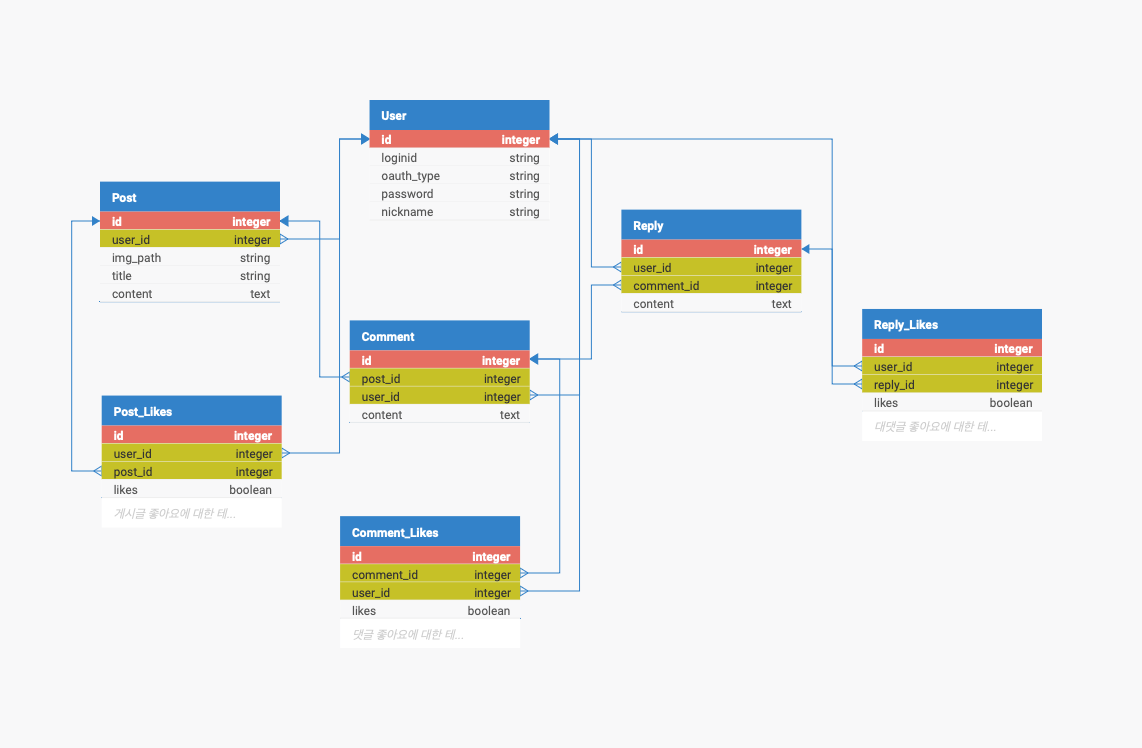 User
id integer
loginid string
oauth_type string
password string
nickname string
Post
id integer
user_id integer
img_path string
title string
content text
Reply
id integer
user_id integer
comment_id integer
content text
Reply_Likes
id integer
user_id integer
reply_id integer
likes boolean
대댓글 좋아요에 대한 테...
Comment
id integer
post_id integer
user_id integer
content text
Post_Likes
id integer
user_id integer
post_id integer
likes boolean
게시글 좋아요에 대한 테...
Comment_Likes
id integer
comment_id integer
user_id integer
likes boolean
댓글 좋아요에 대한 테...